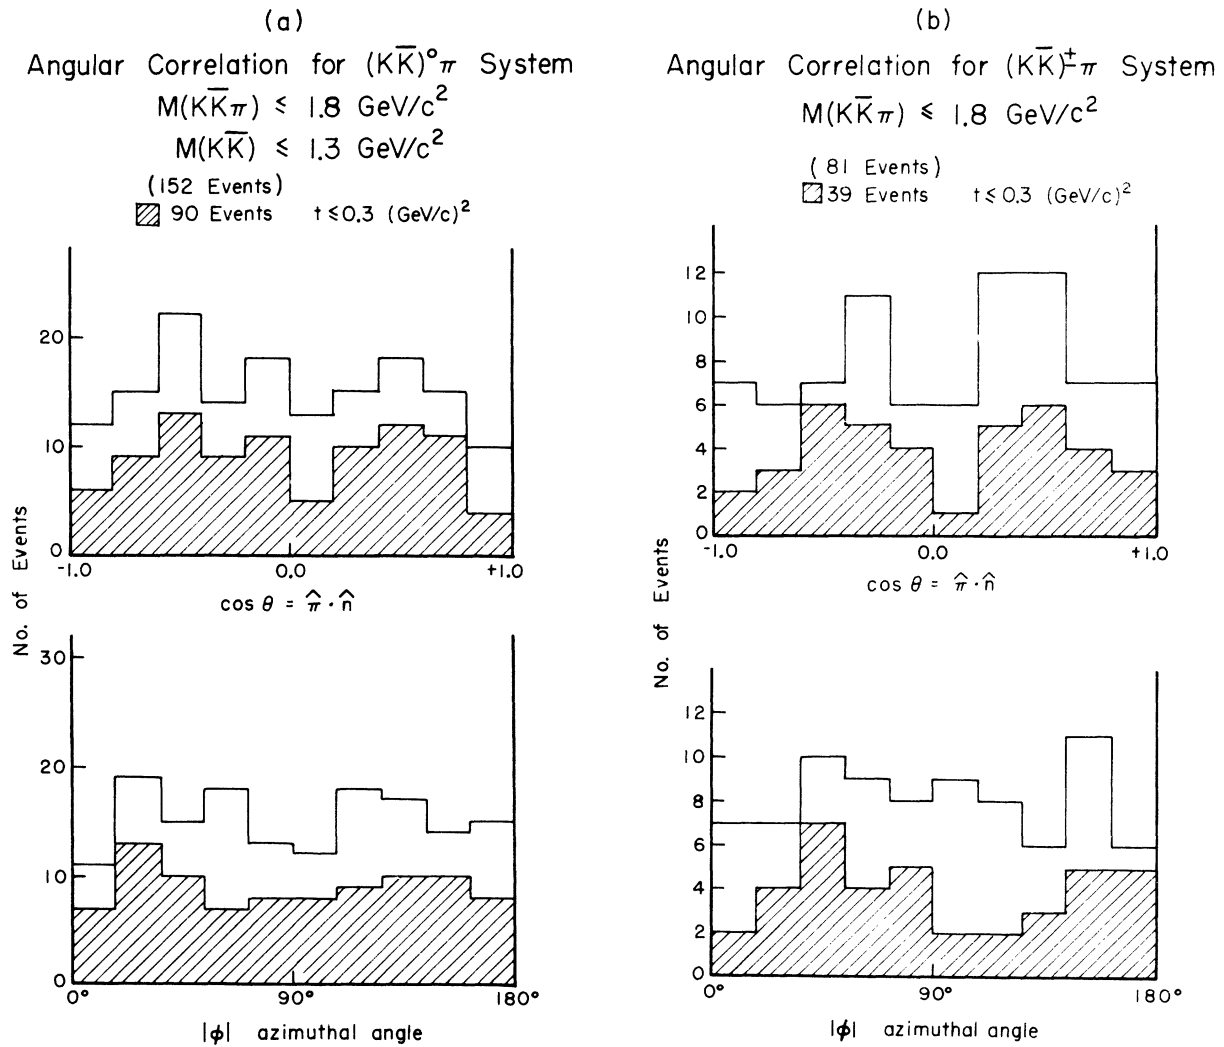 (a)
Angular Correlation for (KK̅)⁰π System
M(KK̅π) ≤ 1.8 GeV/c²
M(KK̅) ≤ 1.3 GeV/c²
(152 Events)
90 Events t≤0.3 (GeV/c)²
20
10
0
-1.0 0.0 +1.0
cos θ = π̂ · n̂
No. of Events
30
20
10
0
0° 90° 180°
|ϕ| azimuthal angle
(b)
Angular Correlation for (KK̅)±π System
M(KK̅π) ≤ 1.8 GeV/c²
(81 Events)
39 Events t≤0.3 (GeV/c)²
12
10
8
6
4
2
0
-1.0 0.0 +1.0
cos θ = π̂ · n̂
No. of Events
12
10
8
6
4
2
0
0° 90° 180°
|ϕ| azimuthal angle